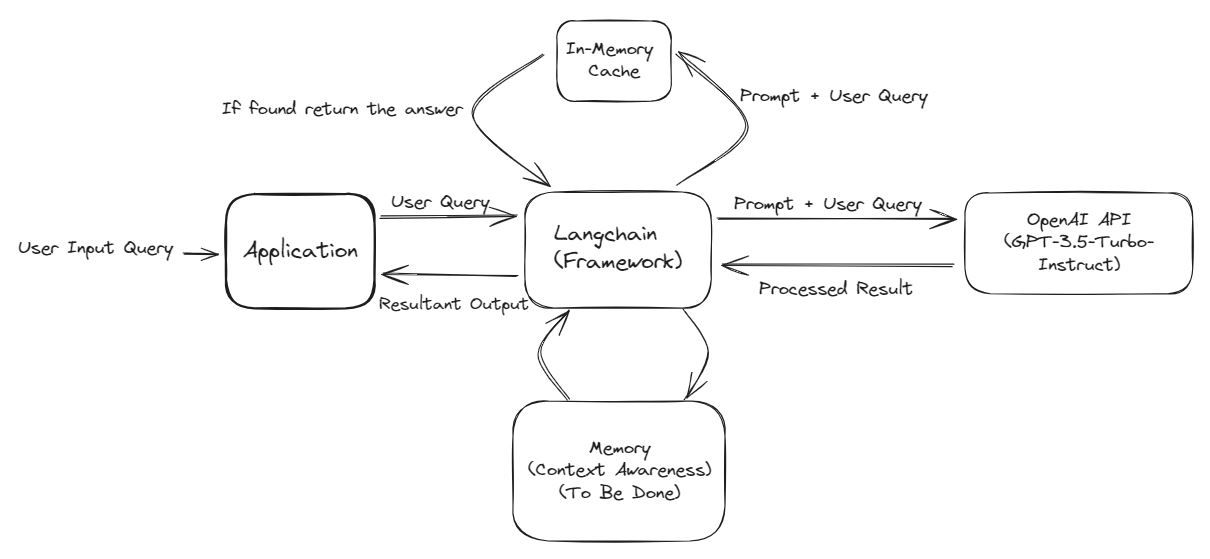 In-Memory
Cache
If found return the answer
Prompt + User Query
User Input Query
Application
User Query
Resultant Output
Langchain
(Framework)
Prompt + User Query
Processed Result
OpenAI API
(GPT-3.5-Turbo-
Instruct)
Memory
(Context Awareness)
(To Be Done)